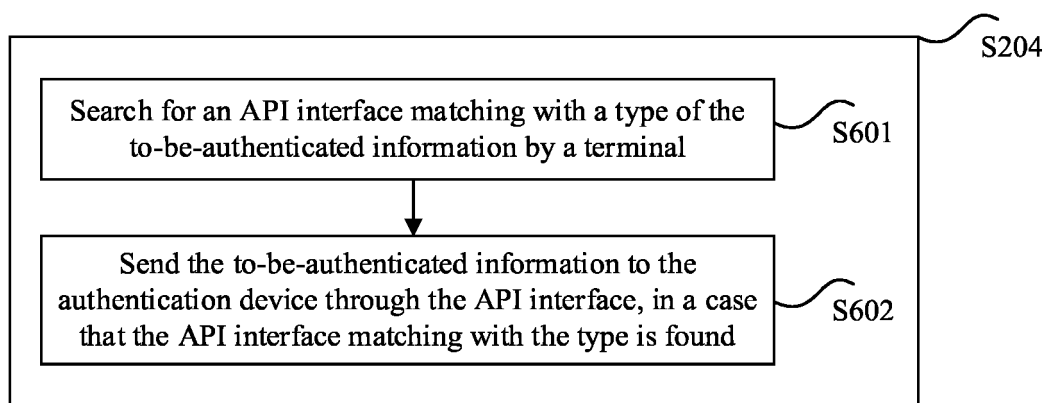 S204
Search for an API interface matching with a type of the
to-be-authenticated information by a terminal
S601
Send the to-be-authenticated information to the
authentication device through the API interface, in a case
that the API interface matching with the type is found
S602